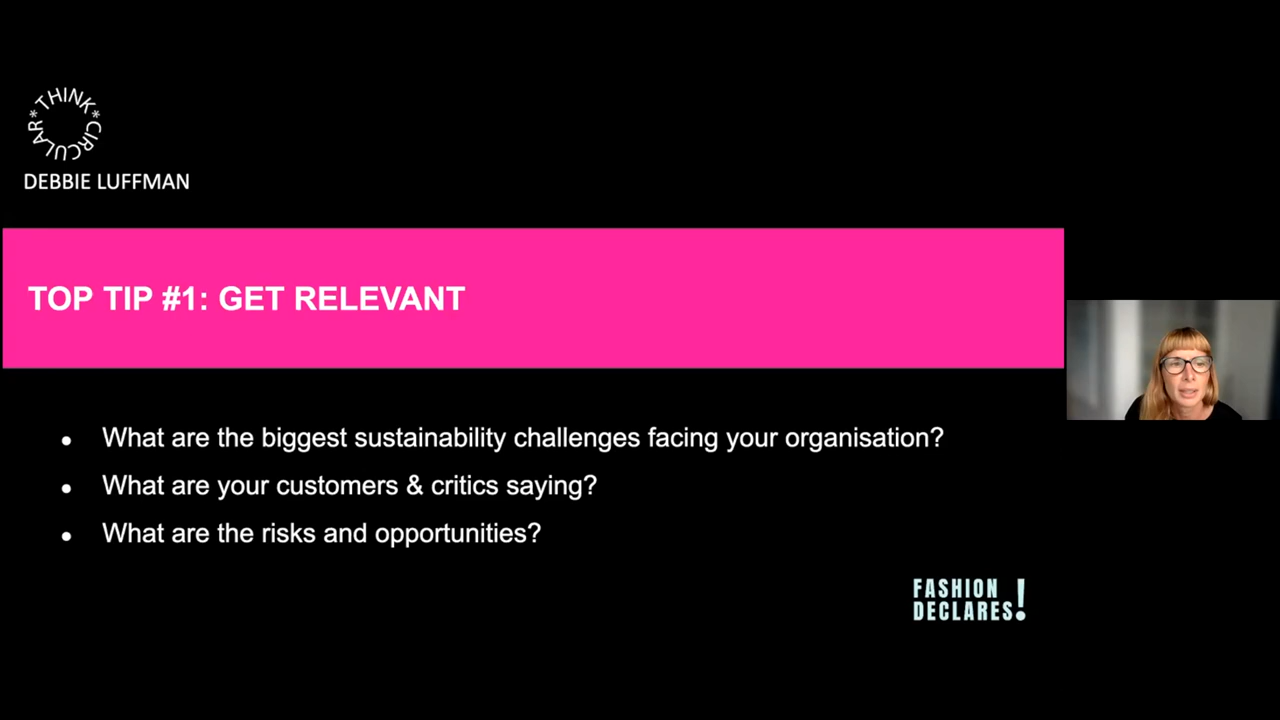 *THINK*CIRCULAR
DEBBIE LUFFMAN
TOP TIP #1: GET RELEVANT
• What are the biggest sustainability challenges facing your organisation?
• What are your customers & critics saying?
• What are the risks and opportunities?
FASHION
DECLARES!